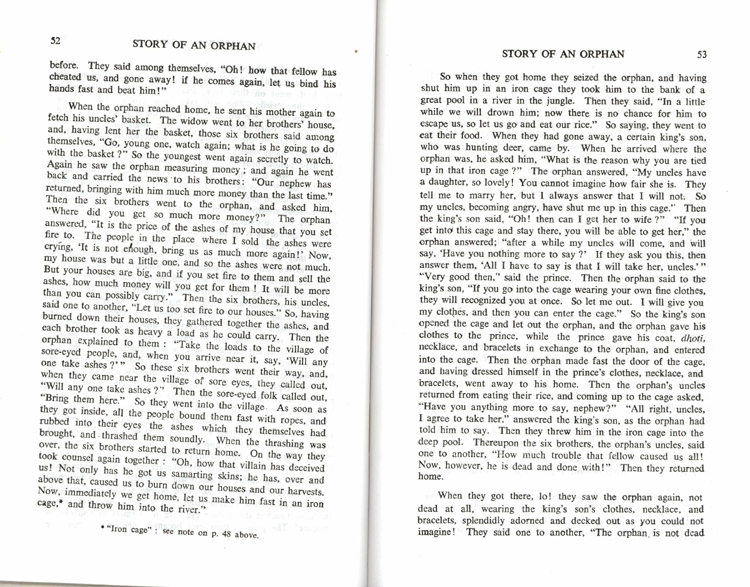 52
STORY OF AN ORPHAN
before. They said among themselves, “Oh! how that fellow has
cheated us, and gone away! if he comes again, let us bind his
hands fast and beat him!”
When the orphan reached home, he sent his mother again to
fetch his uncles’ basket. The widow went to her brothers’ house,
and, having lent her the basket, those six brothers said among
themselves, “Go, young one, watch again; what is he going to do
with the basket?” So the youngest went again secretly to watch.
Again he saw the orphan measuring money; and again he went
back and carried the news to his brothers: “Our nephew has
returned, bringing with him much more money than the last time.”
Then the six brothers went to the orphan, and asked him,
“Where did you get so much more money?” The orphan
answered, “It is the price of the ashes of my house that you set
fire to. The people in the place where I sold the ashes were
crying, ‘It is not enough, bring us as much more again!’ Now,
my house was but a little one, and so the ashes were not much.
But your houses are big, and if you set fire to them and sell the
ashes, how much money will you get for them! It will be more
than you can possibly carry.” Then the six brothers, his uncles,
said one to another, “Let us too set fire to our houses.” So, having
burned down their houses, they gathered together the ashes, and
each brother took as heavy a load as he could carry. Then the
orphan explained to them: “Take the loads to the village of
sore-eyed people, and, when you arrive near it, say, ‘Will any
one take ashes?’” So these six brothers went their way, and,
when they came near the village of sore eyes, they called out,
“Will any one take ashes?” Then the sore-eyed folk called out,
“Bring them here.” So they went into the village. As soon as
they got inside, all the people bound them fast with ropes, and
rubbed into their eyes the ashes which they themselves had
brought, and thrashed them soundly. When the thrashing was
over, the six brothers started to return home. On the way they
took counsel again together: “Oh, how that villain has deceived
us! Not only has he got us samarting skins; he has, over and
above that, caused us to burn down our houses and our harvests.
Now, immediately we get home, let us make him fast in an iron
cage,* and throw him into the river.”
* “Iron cage”: see note on p. 48 above.
STORY OF AN ORPHAN
53
So when they got home they seized the orphan, and having
shut him up in an iron cage they took him to the bank of a
great pool in a river in the jungle. Then they said, “In a little
while we will drown him; now there is no chance for him to
escape us, so let us go and eat our rice.” So saying, they went to
eat their food. When they had gone away, a certain king’s son,
who was hunting deer, came by. When he arrived where the
orphan was, he asked him, “What is the reason why you are tied
up in that iron cage?” The orphan answered, “My uncles have
a daughter, so lovely! You cannot imagine how fair she is. They
tell me to marry her, but I always answer that I will not: So
my uncles, becoming angry, have shut me up in this cage.” Then
the king’s son said, “Oh! then can I get her to wife?” “If you
get into this cage and stay there, you will be able to get her,” the
orphan answered; “after a while my uncles will come, and will
say, ‘Have you nothing more to say?’ If they ask you this, then
answer them, ‘All I have to say is that I will take her, uncles.’”
“Very good then,” said the prince. Then the orphan said to the
king’s son, “If you go into the cage wearing your own fine clothes,
they will recognized you at once. So let me out. I will give you
my clothes, and then you can enter the cage.” So the king’s son
opened the cage and let out the orphan, and the orphan gave his
clothes to the prince, while the prince gave his coat, dhoti,
necklace, and bracelets in exchange to the orphan, and entered
into the cage. Then the orphan made fast the door of the cage,
and having dressed himself in the prince’s clothes, necklace, and
bracelets, went away to his home. Then the orphan’s uncles
returned from eating their rice, and coming up to the cage asked,
“Have you anything more to say, nephew?” “All right, uncles,
I agree to take her,” answered the king’s son, as the orphan had
told him to say. Then they threw him in the iron cage into the
deep pool. Thereupon the six brothers, the orphan’s uncles, said
one to another, “How much trouble that fellow caused us all!
Now, however, he is dead and done with!” Then they returned
home.
When they got there, lo! they saw the orphan again, not
dead at all, wearing the king’s son’s clothes, necklace, and
bracelets, splendidly adorned and decked out as you could not
imagine! They said one to another, “The orphan is not dead